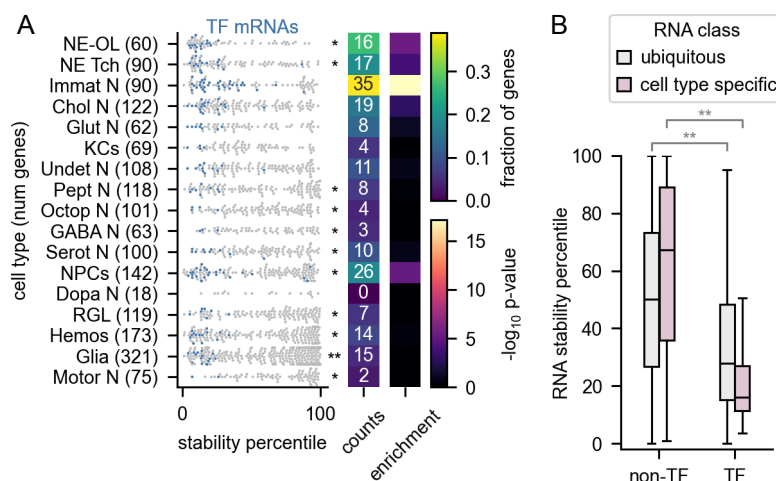 A
TF mRNAs
cell type (num genes)
NE-OL (60) * 16
NE Tch (90) * 17
Immat N (90) 35
Chol N (122) 19
Glut N (62) 8
KCs (69) 4
Undet N (108) 11
Pept N (118) * 8
Octop N (101) * 4
GABA N (63) * 3
Serot N (100) * 10
NPCs (142) * 26
Dopa N (18) 0
RGL (119) * 7
Hemos (173) * 14
Glia (321) ** 15
Motor N (75) * 2
0 100
stability percentile
counts
enrichment
0.3
0.2
0.1
0.0
fraction of genes
15
10
5
0
-log10 p-value
B
RNA class
ubiquitous
cell type specific
**
**
RNA stability percentile
100
80
60
40
20
0
non-TF TF